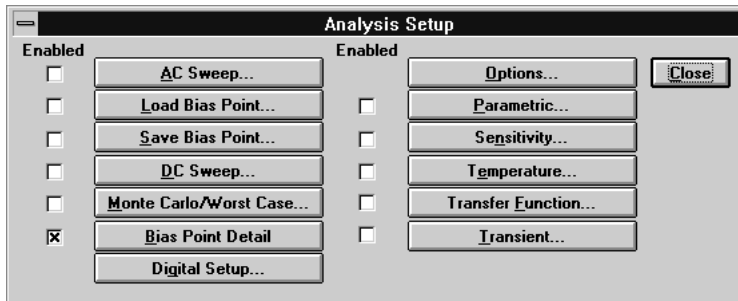 Analysis Setup
Enabled Enabled
AC Sweep... Options... Close
Load Bias Point... Parametric...
Save Bias Point... Sensitivity...
DC Sweep... Temperature...
Monte Carlo/Worst Case... Transfer Function...
Bias Point Detail Transient...
Digital Setup...